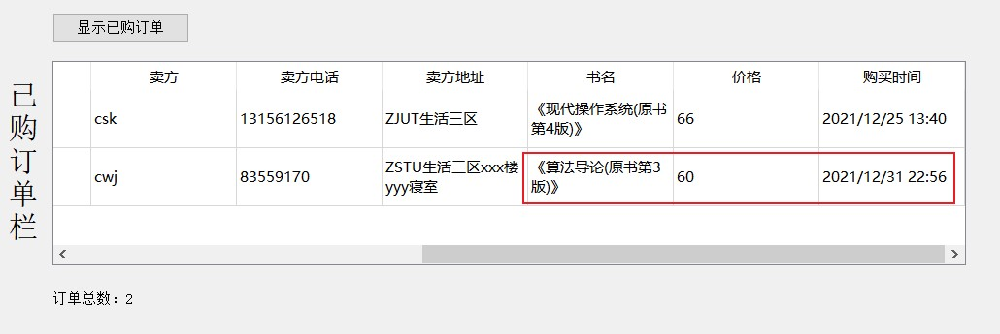 显示已购订单
已购订单栏
卖方 卖方电话 卖方地址 书名 价格 购买时间
csk 13156126518 ZJUT生活三区 《现代操作系统(原书
第4版)》 66 2021/12/25 13:40
cwj 83559170 ZSTU生活三区xxx楼
yyy寝室 《算法导论(原书第3
版)》 60 2021/12/31 22:56
订单总数：2